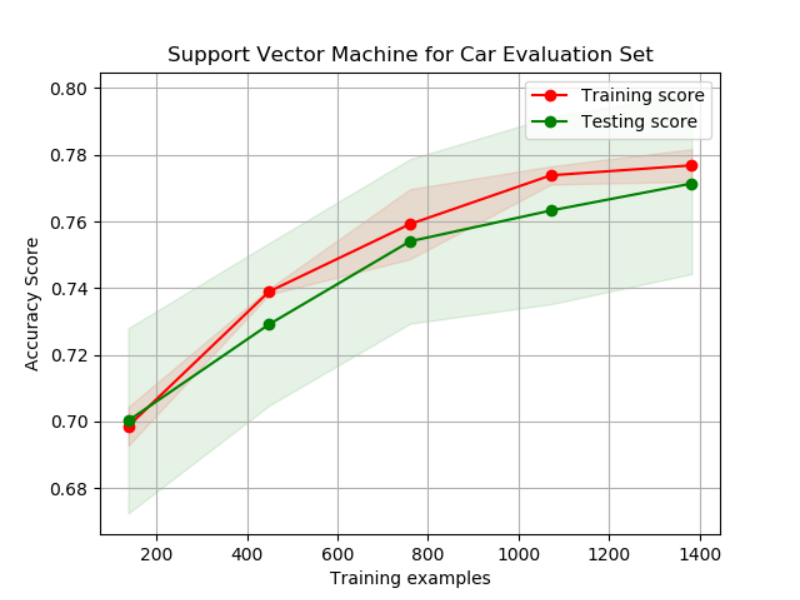 Support Vector Machine for Car Evaluation Set
Training score
Testing score
0.80
0.78
0.76
0.74
0.72
0.70
0.68
Accuracy Score
200 400 600 800 1000 1200 1400
Training examples